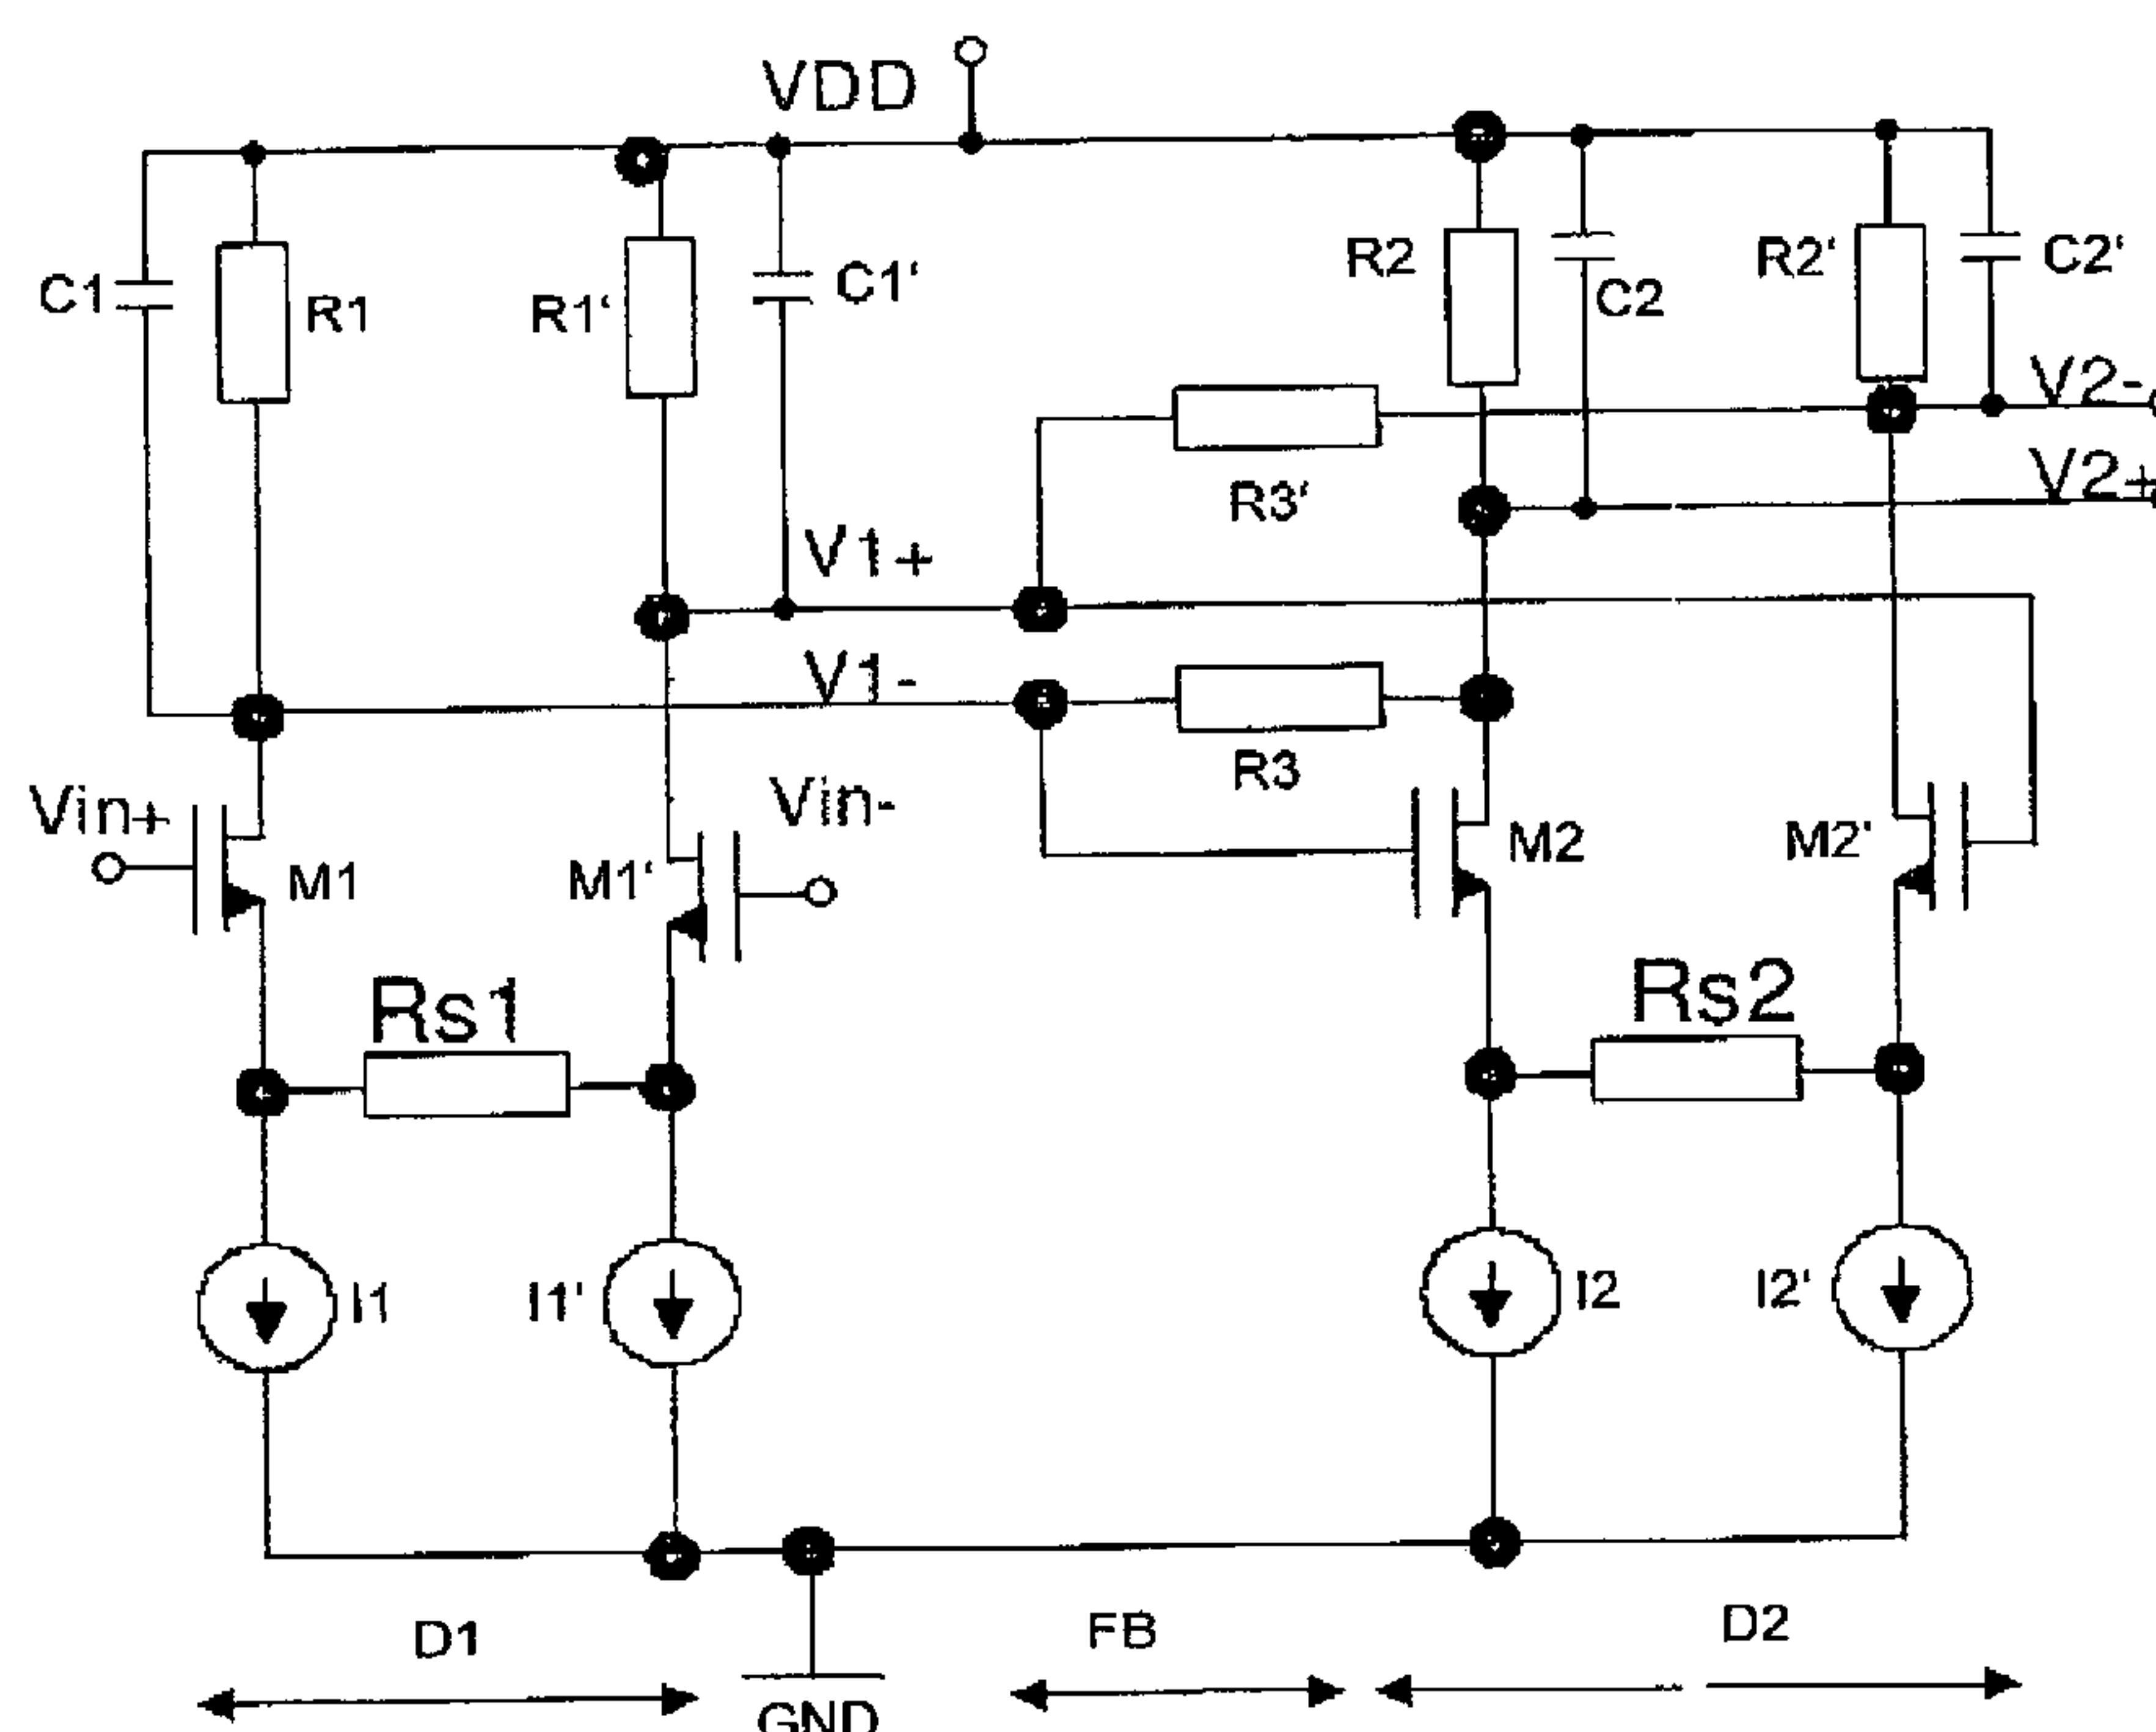 VDD
C1
R1
R1‘
C1‘
R2
C2
R2‘
C2‘
V2-
V2+
R3‘
V1+
V1-
R3
Vin+
M1
M1‘
Vin-
M2
M2'
Rs1
Rs2
I1
I1'
I2
I2'
D1
FB
D2
GND